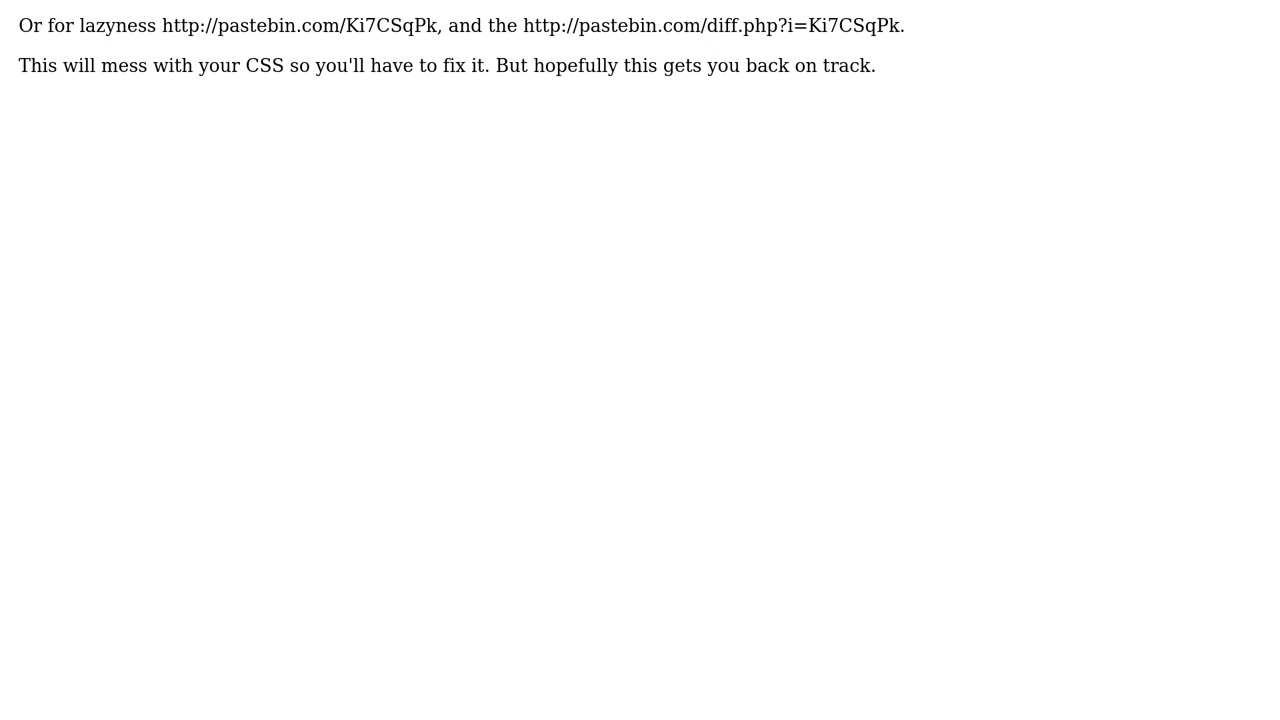 Or for lazyness http://pastebin.com/Ki7CSqPk, and the http://pastebin.com/diff.php?i=Ki7CSqPk.
This will mess with your CSS so you'll have to fix it. But hopefully this gets you back on track.